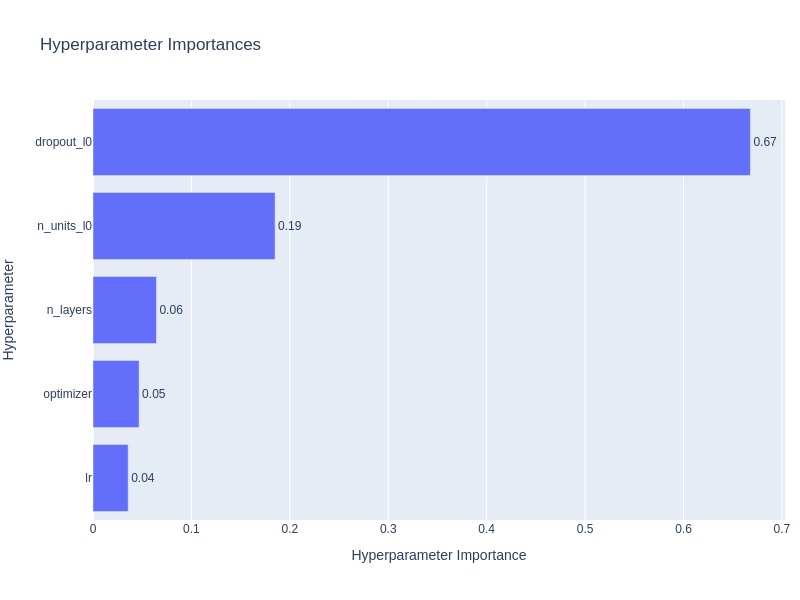 Hyperparameter Importances
Hyperparameter
dropout_l0
0.67
n_units_l0
0.19
n_layers
0.06
optimizer
0.05
lr
0.04
0 0.1 0.2 0.3 0.4 0.5 0.6 0.7
Hyperparameter Importance